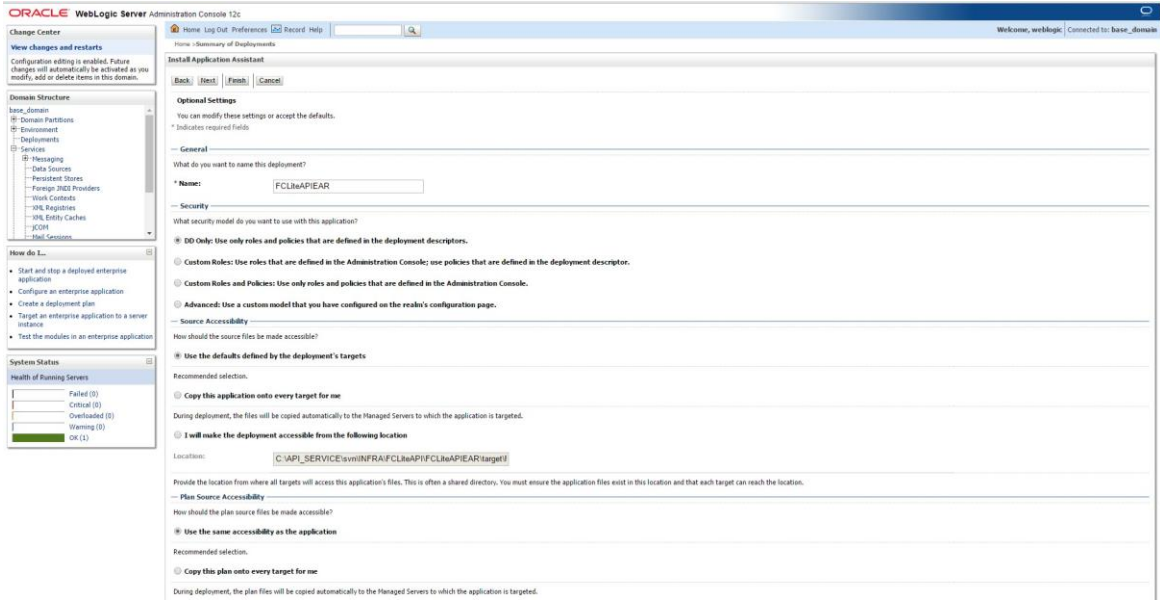 ORACLE WebLogic Server Administration Console 12c
Change Center
View changes and restarts
Configuration editing is enabled. Future
changes will automatically be activated as you
modify, add or delete items in this domain.
Domain Structure
base_domain
Domain Partitions
Environment
Deployments
Services
Messaging
Data Sources
Persistent Stores
Foreign JNDI Providers
Work Contexts
XML Registries
XML Entity Caches
jCOM
Mail Sessions
How do I...
Start and stop a deployed enterprise
application
Configure an enterprise application
Create a deployment plan
Target an enterprise application to a server
instance
Test the modules in an enterprise application
System Status
Health of Running Servers
Failed (0)
Critical (0)
Overloaded (0)
Warning (0)
OK (1)
Home Log Out Preferences Record Help
Welcome, weblogic Connected to: base_domain
Home >Summary of Deployments
Install Application Assistant
Back Next Finish Cancel
Optional Settings
You can modify these settings or accept the defaults.
* Indicates required fields
General
What do you want to name this deployment?
* Name: FCLiteAPIEAR
Security
What security model do you want to use with this application?
DD Only: Use only roles and policies that are defined in the deployment descriptors.
Custom Roles: Use roles that are defined in the Administration Console; use policies that are defined in the deployment descriptor.
Custom Roles and Policies: Use only roles and policies that are defined in the Administration Console.
Advanced: Use a custom model that you have configured on the realm's configuration page.
Source Accessibility
How should the source files be made accessible?
Use the defaults defined by the deployment's targets
Recommended selection.
Copy this application onto every target for me
During deployment, the files will be copied automatically to the Managed Servers to which the application is targeted.
I will make the deployment accessible from the following location
Location: C:\API_SERVICE\svn\INFRA\FCLiteAPI\FCLiteAPIEAR\target\
Provide the location from where all targets will access this application's files. This is often a shared directory. You must ensure the application files exist in this location and that each target can reach the location.
Plan Source Accessibility
How should the plan source files be made accessible?
Use the same accessibility as the application
Recommended selection.
Copy this plan onto every target for me
During deployment, the plan files will be copied automatically to the Managed Servers to which the application is targeted.